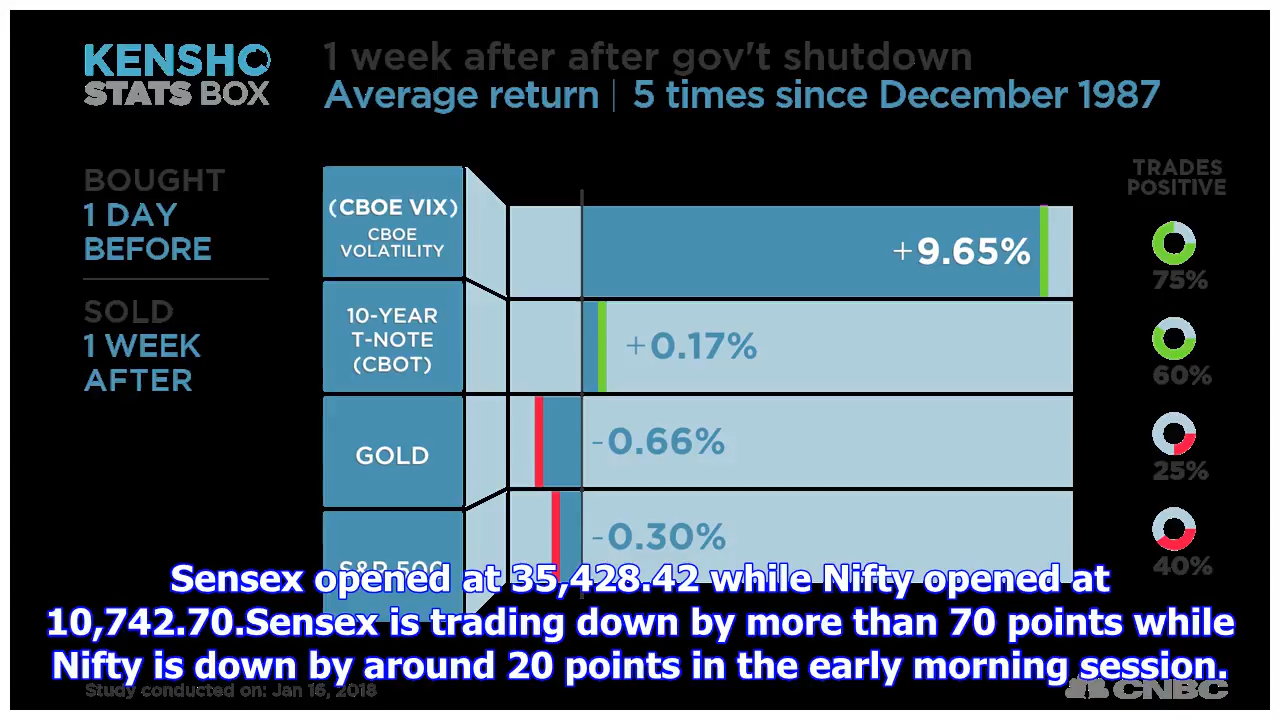 KENSHO
STATS BOX
1 week after after gov't shutdown
Average return | 5 times since December 1987
BOUGHT
1 DAY
BEFORE
SOLD
1 WEEK
AFTER
TRADES
POSITIVE
(CBOE VIX)
CBOE
VOLATILITY
+9.65%
75%
10-YEAR
T-NOTE
(CBOT)
+0.17%
60%
GOLD
-0.66%
25%
S&P 500
-0.30%
40%
Sensex opened at 35,428.42 while Nifty opened at
10,742.70.Sensex is trading down by more than 70 points while
Nifty is down by around 20 points in the early morning session.
Study conducted on: Jan 16, 2018
CNBC